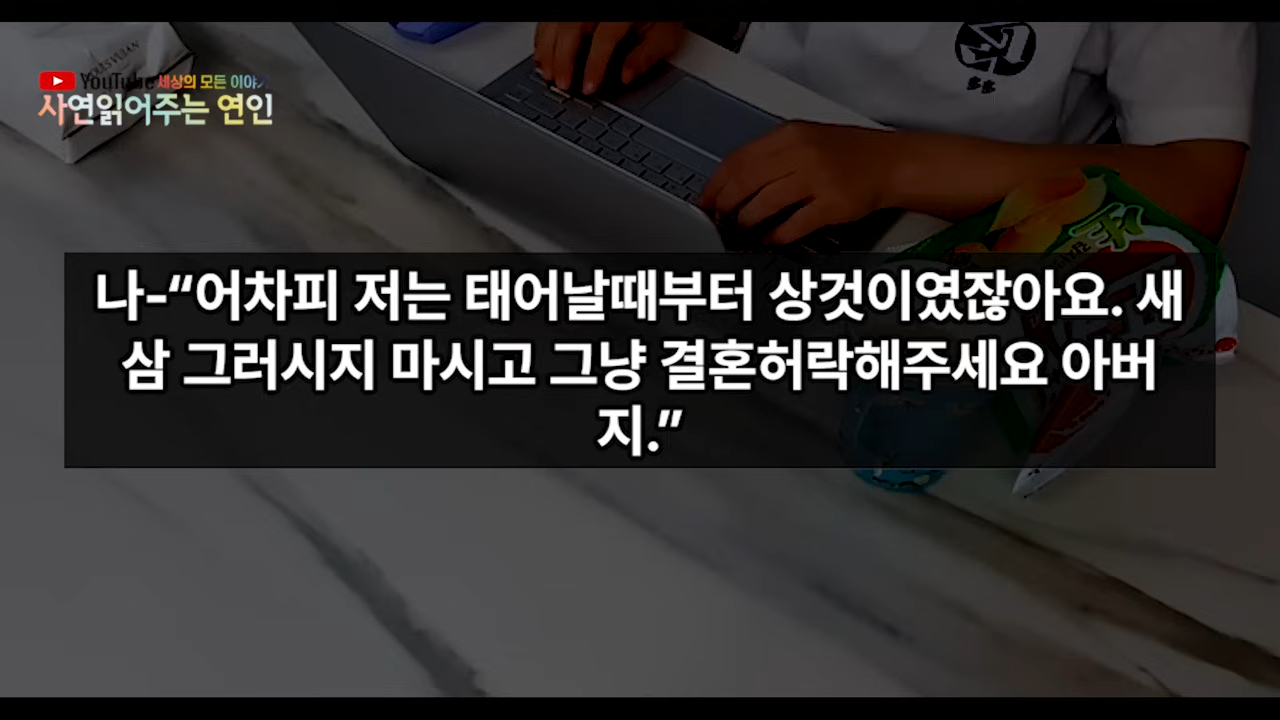 YouTube 세상의 모든 이야기
사연읽어주는 연인
나-“어차피 저는 태어날때부터 상것이였잖아요. 새
삼 그러시지 마시고 그냥 결혼허락해주세요 아버
지.”